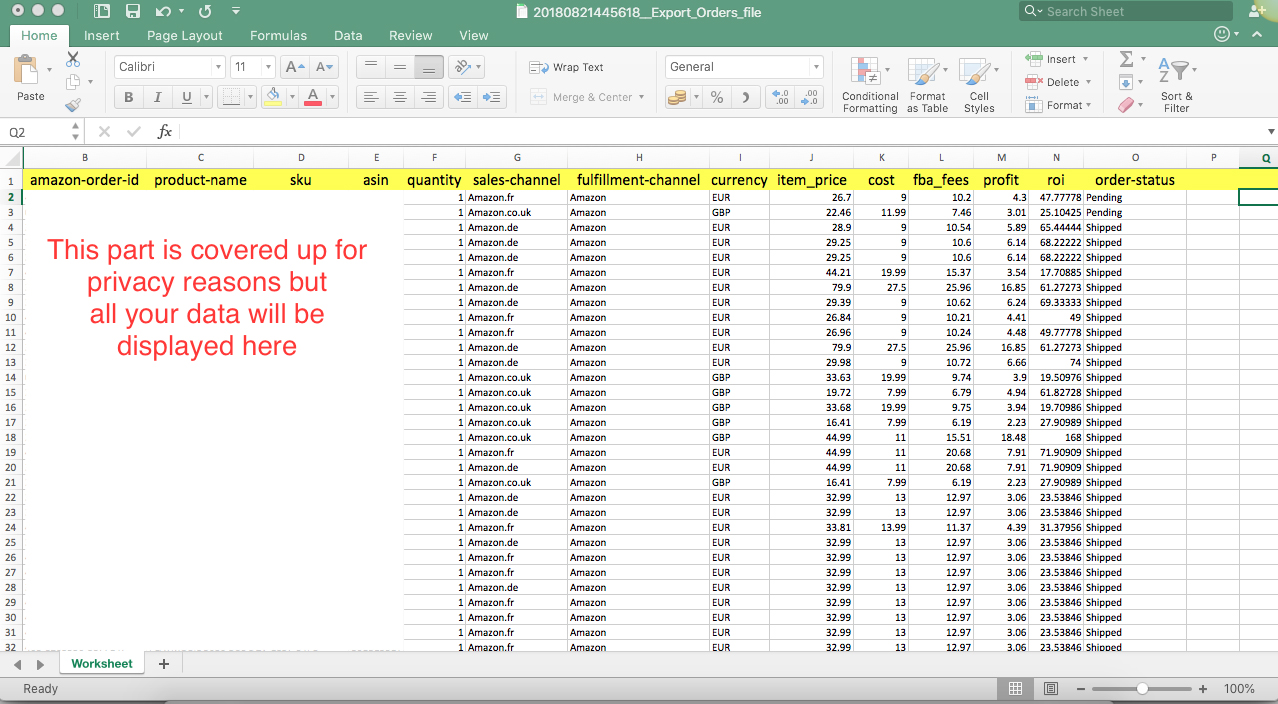 20180821445618__Export_Orders_file
Search Sheet
Home Insert Page Layout Formulas Data Review View
Paste
Calibri 11
B I U A
Wrap Text
Merge & Center
General
Conditional Formatting
Format as Table
Cell Styles
Insert
Delete
Format
Sort & Filter
Q2 fx
B C D E F G H I J K L M N O P Q
1 amazon-order-id product-name sku asin quantity sales-channel fulfillment-channel currency item_price cost fba_fees profit roi order-status
This part is covered up for
privacy reasons but
all your data will be
displayed here
2 1 Amazon.fr Amazon EUR 26.7 9 10.2 4.3 47.77778 Pending
3 1 Amazon.co.uk Amazon GBP 22.46 11.99 7.46 3.01 25.10425 Pending
4 1 Amazon.de Amazon EUR 28.9 9 10.54 5.89 65.44444 Shipped
5 1 Amazon.de Amazon EUR 29.25 9 10.6 6.14 68.22222 Shipped
6 1 Amazon.de Amazon EUR 29.25 9 10.6 6.14 68.22222 Shipped
7 1 Amazon.fr Amazon EUR 44.21 19.99 15.37 3.54 17.70885 Shipped
8 1 Amazon.de Amazon EUR 79.9 27.5 25.96 16.85 61.27273 Shipped
9 1 Amazon.de Amazon EUR 29.39 9 10.62 6.24 69.33333 Shipped
10 1 Amazon.fr Amazon EUR 26.84 9 10.21 4.41 49 Shipped
11 1 Amazon.fr Amazon EUR 26.96 9 10.24 4.48 49.77778 Shipped
12 1 Amazon.de Amazon EUR 79.9 27.5 25.96 16.85 61.27273 Shipped
13 1 Amazon.de Amazon EUR 29.98 9 10.72 6.66 74 Shipped
14 1 Amazon.co.uk Amazon GBP 33.63 19.99 9.74 3.9 19.50976 Shipped
15 1 Amazon.co.uk Amazon GBP 19.72 7.99 6.79 4.94 61.82728 Shipped
16 1 Amazon.co.uk Amazon GBP 33.68 19.99 9.75 3.94 19.70986 Shipped
17 1 Amazon.co.uk Amazon GBP 16.41 7.99 6.19 2.23 27.90989 Shipped
18 1 Amazon.co.uk Amazon GBP 44.99 11 15.51 18.48 168 Shipped
19 1 Amazon.fr Amazon EUR 44.99 11 20.68 7.91 71.90909 Shipped
20 1 Amazon.de Amazon EUR 44.99 11 20.68 7.91 71.90909 Shipped
21 1 Amazon.co.uk Amazon GBP 16.41 7.99 6.19 2.23 27.90989 Shipped
22 1 Amazon.de Amazon EUR 32.99 13 12.97 3.06 23.53846 Shipped
23 1 Amazon.de Amazon EUR 32.99 13 12.97 3.06 23.53846 Shipped
24 1 Amazon.fr Amazon EUR 33.81 13.99 11.37 4.39 31.37956 Shipped
25 1 Amazon.de Amazon EUR 32.99 13 12.97 3.06 23.53846 Shipped
26 1 Amazon.fr Amazon EUR 32.99 13 12.97 3.06 23.53846 Shipped
27 1 Amazon.fr Amazon EUR 32.99 13 12.97 3.06 23.53846 Shipped
28 1 Amazon.de Amazon EUR 32.99 13 12.97 3.06 23.53846 Shipped
29 1 Amazon.fr Amazon EUR 32.99 13 12.97 3.06 23.53846 Shipped
30 1 Amazon.fr Amazon EUR 32.99 13 12.97 3.06 23.53846 Shipped
31 1 Amazon.fr Amazon EUR 32.99 13 12.97 3.06 23.53846 Shipped
32 1 Amazon.fr Amazon EUR 32.99 13 12.97 3.06 23.53846 Shipped
Worksheet
Ready 100%